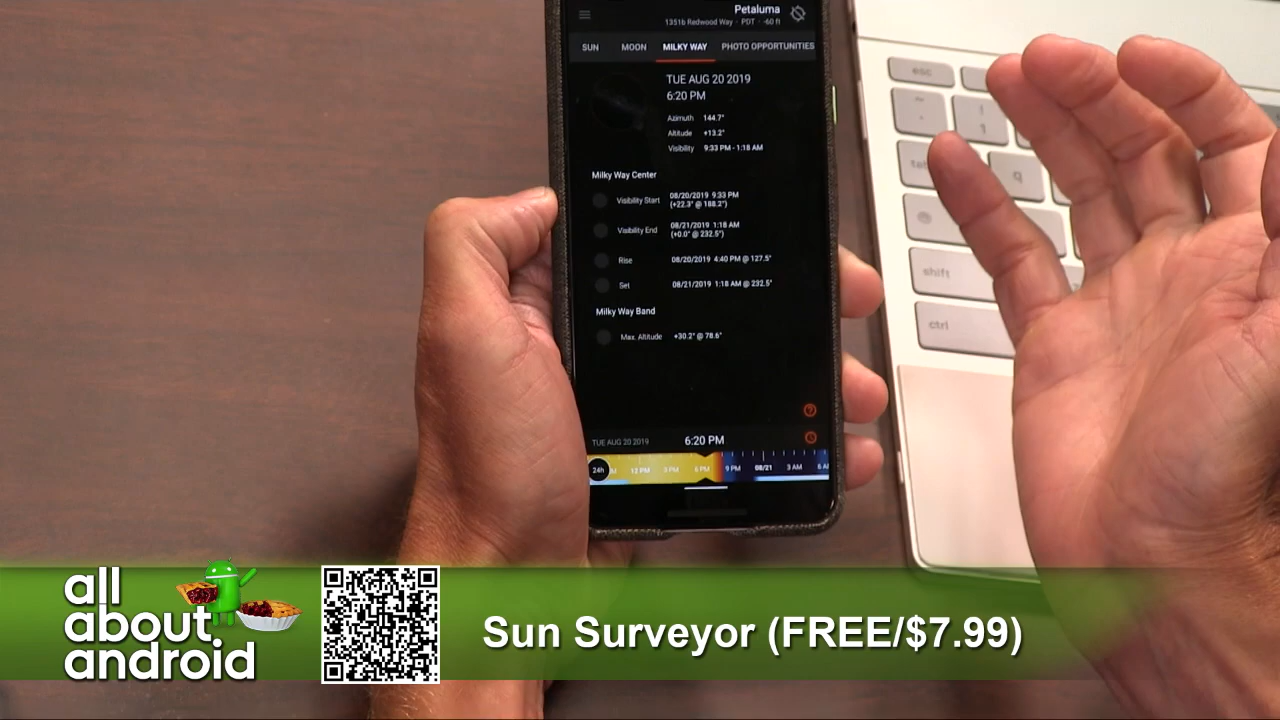 Petaluma
13516 Redwood Way · PDT · -60 ft
SUN MOON MILKY WAY PHOTO OPPORTUNITIES
TUE AUG 20 2019
6:20 PM
Azimuth 144.7°
Altitude +13.2°
Visibility 9:33 PM - 1:18 AM
Milky Way Center
Visibility Start 08/20/2019 9:33 PM
(+22.3° @ 188.2°)
Visibility End 08/21/2019 1:18 AM
(+0.0° @ 232.5°)
Rise 08/20/2019 4:40 PM @ 127.5°
Set 08/21/2019 1:18 AM @ 232.5°
Milky Way Band
Max. Altitude +30.2° @ 78.6°
TUE AUG 20 2019 6:20 PM
24h 12 PM 3 PM 6 PM 9 PM 08/21 3 AM
esc
~
!
1
q
shift
ctrl
all
about
android
Sun Surveyor (FREE/$7.99)